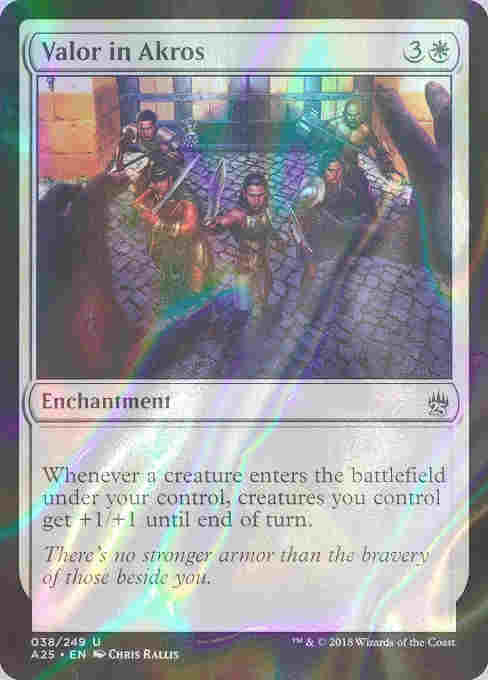 Valor in Akros 3
Enchantment 25
Whenever a creature enters the battlefield
under your control, creatures you control
get +1/+1 until end of turn.
There's no stronger armor than the bravery
of those beside you.
038/249 U ™ & © 2018 Wizards of the Coast
A25 • EN Chris Rallis